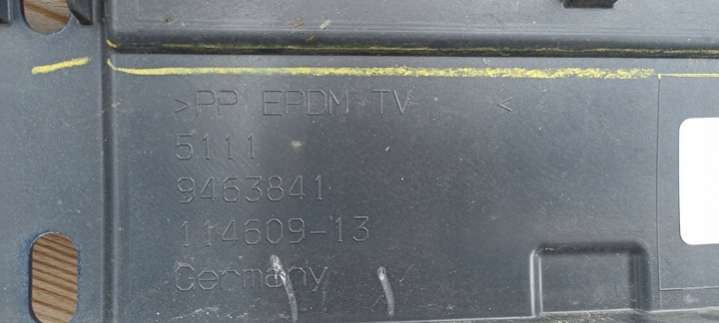 >PP EPDM TV <
5111
9463841
114609-13
Germany